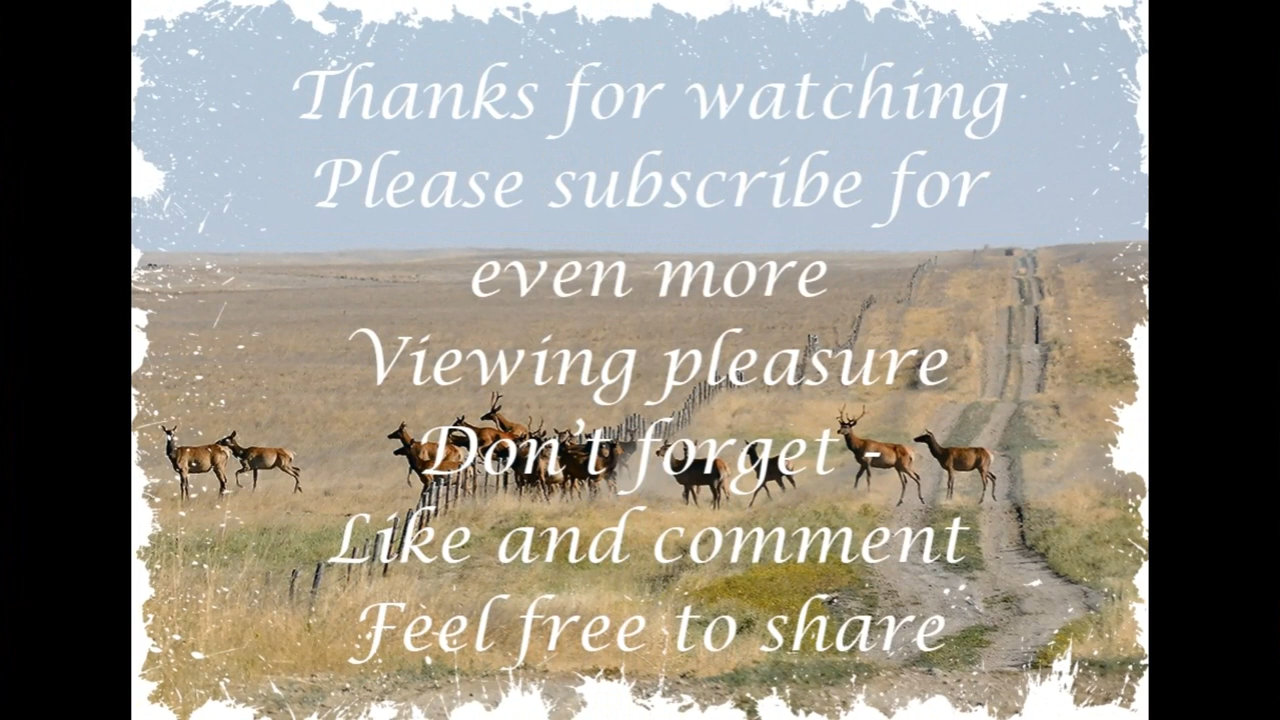 Thanks for watching
Please subscribe for
even more
Viewing pleasure
Don't forget -
Like and comment
Feel free to share